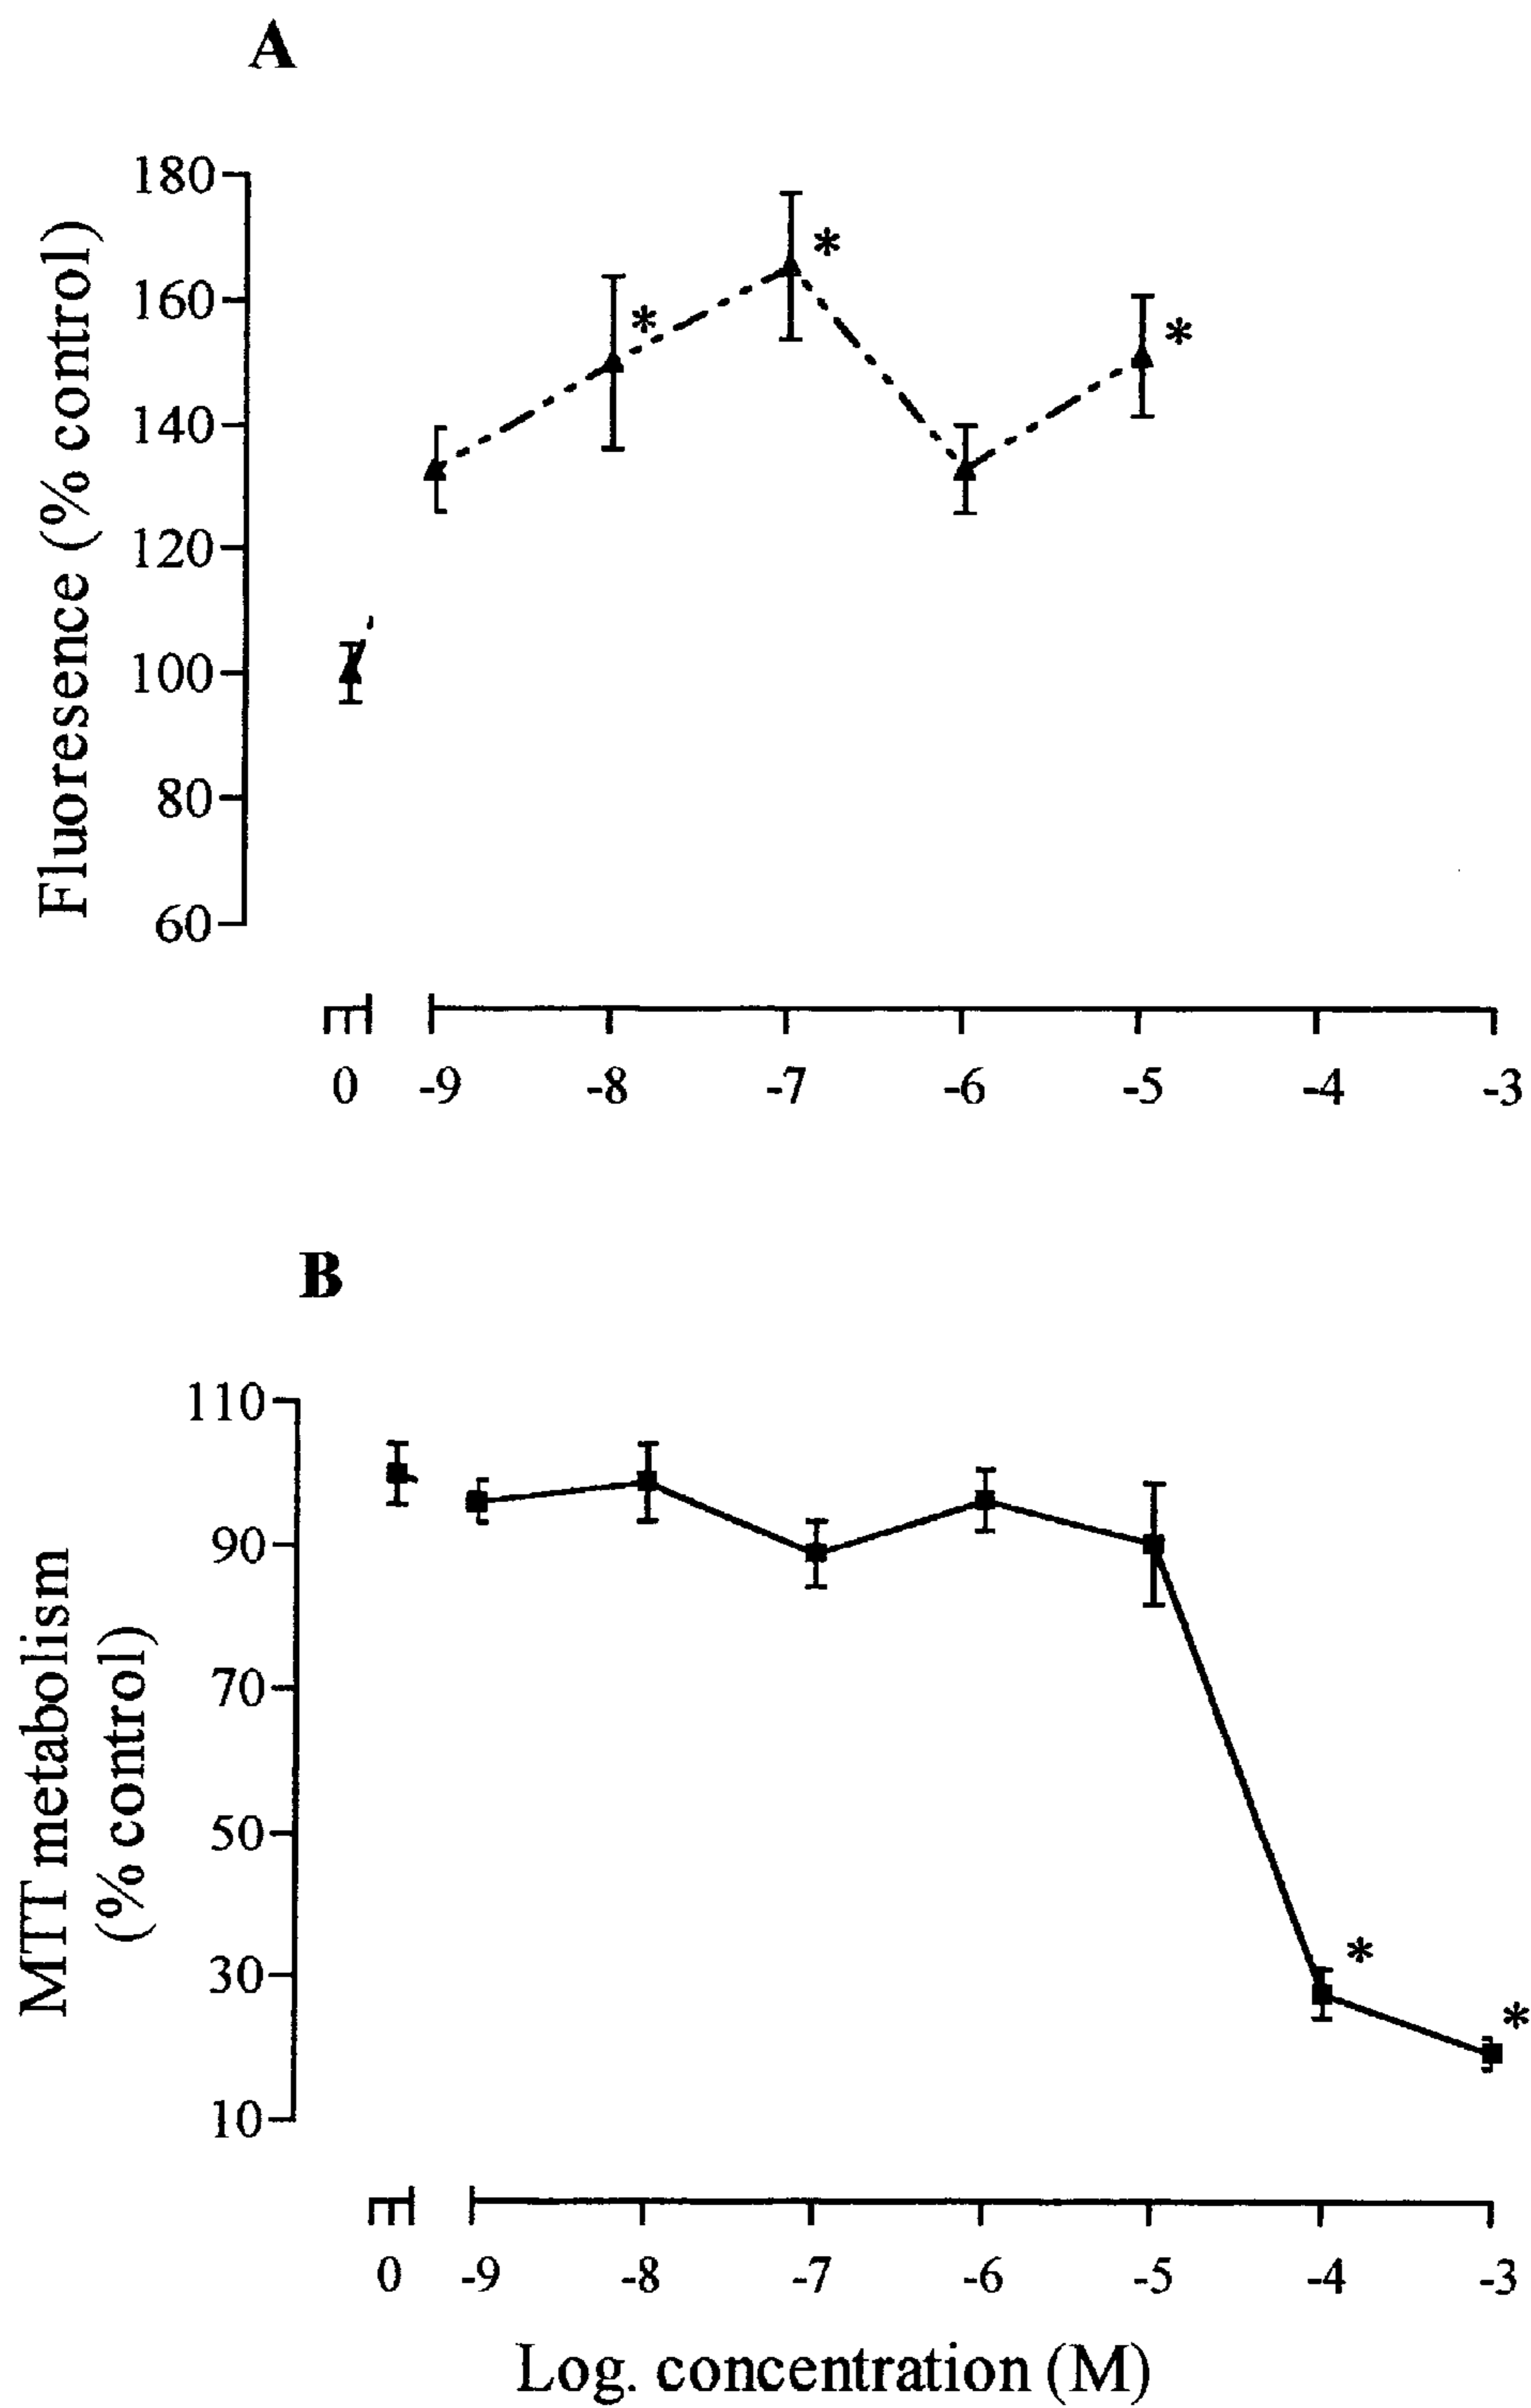 A
Fluoresence (% control)
180
160
140
120
100
80
60
0 -9 -8 -7 -6 -5 -4 -3
*
*
*
B
MTT metabolism
(% control)
110
90
70
50
30
10
*
*
0 -9 -8 -7 -6 -5 -4 -3
Log. concentration (M)